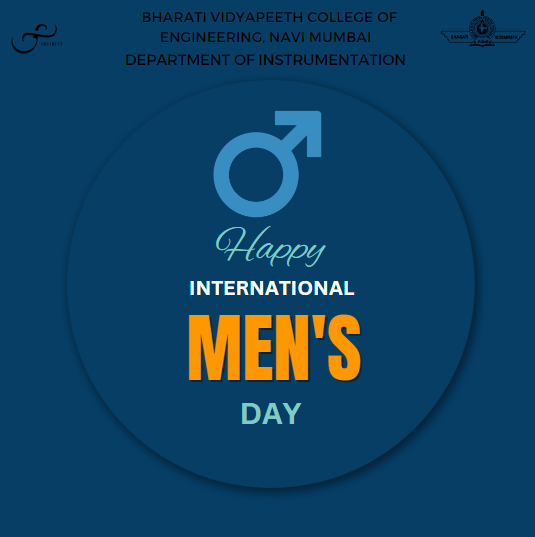 BHARATI VIDYAPEETH COLLEGE OF
ENGINEERING, NAVI MUMBAI
DEPARTMENT OF INSTRUMENTATION
Happy
INTERNATIONAL
MEN'S
DAY